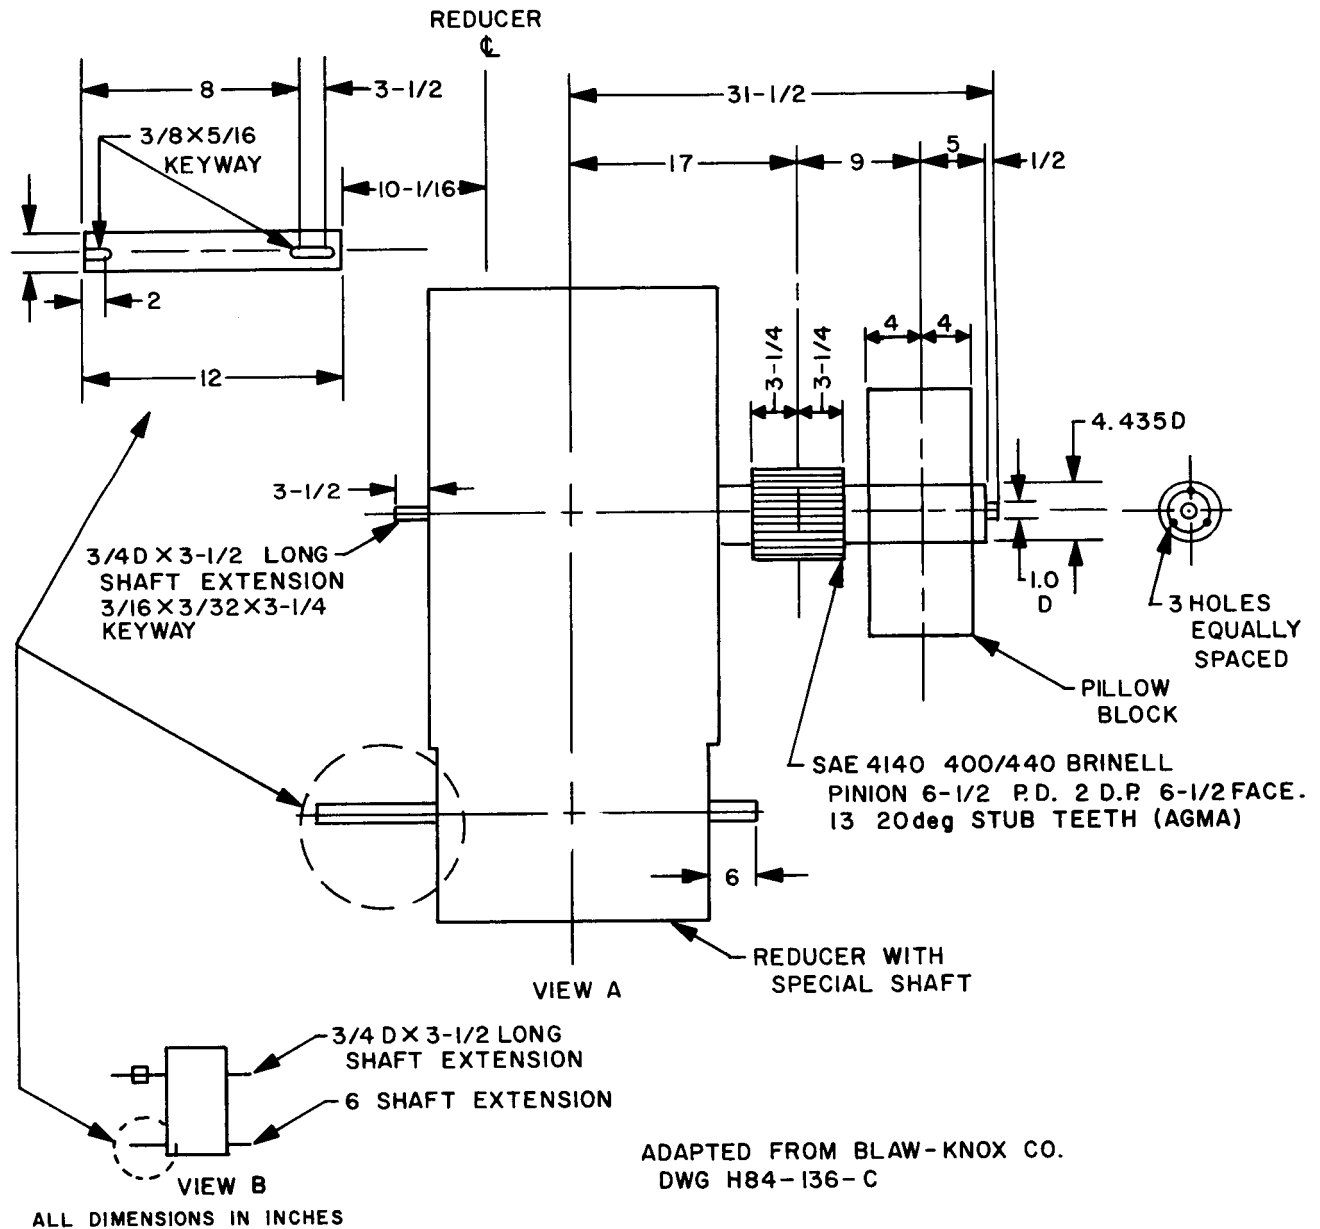 REDUCER
℄
8
3-1/2
31-1/2
3/8X5/16
KEYWAY
17
9
5
1/2
10-1/16
2
12
3-1/4
3-1/4
4
4
4.435D
3-1/2
3/4D X 3-1/2 LONG
SHAFT EXTENSION
3/16X3/32X3-1/4
KEYWAY
1.0
D
3 HOLES
EQUALLY
SPACED
PILLOW
BLOCK
SAE 4140 400/440 BRINELL
PINION 6-1/2 P.D. 2 D.P. 6-1/2 FACE.
13 20deg STUB TEETH (AGMA)
6
REDUCER WITH
SPECIAL SHAFT
VIEW A
3/4 D X 3-1/2 LONG
SHAFT EXTENSION
6 SHAFT EXTENSION
VIEW B
ADAPTED FROM BLAW-KNOX CO.
DWG H84-136-C
ALL DIMENSIONS IN INCHES